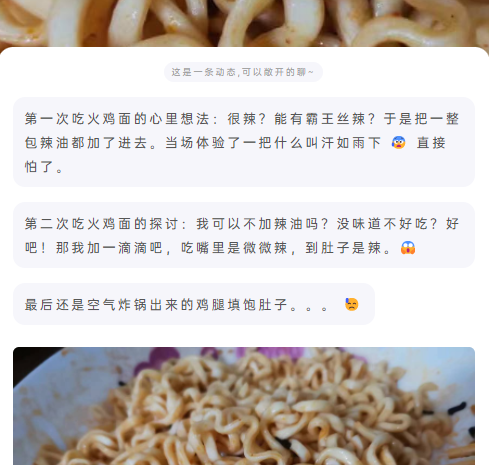 这是一条动态,可以敞开的聊~
第一次吃火鸡面的心里想法：很辣？能有霸王丝辣？于是把一整
包辣油都加了进去。当场体验了一把什么叫汗如雨下 😰 直接
怕了。
第二次吃火鸡面的探讨：我可以不加辣油吗？没味道不好吃？好
吧！那我加一滴滴吧，吃嘴里是微微辣，到肚子是辣。😱
最后还是空气炸锅出来的鸡腿填饱肚子。。。 😓